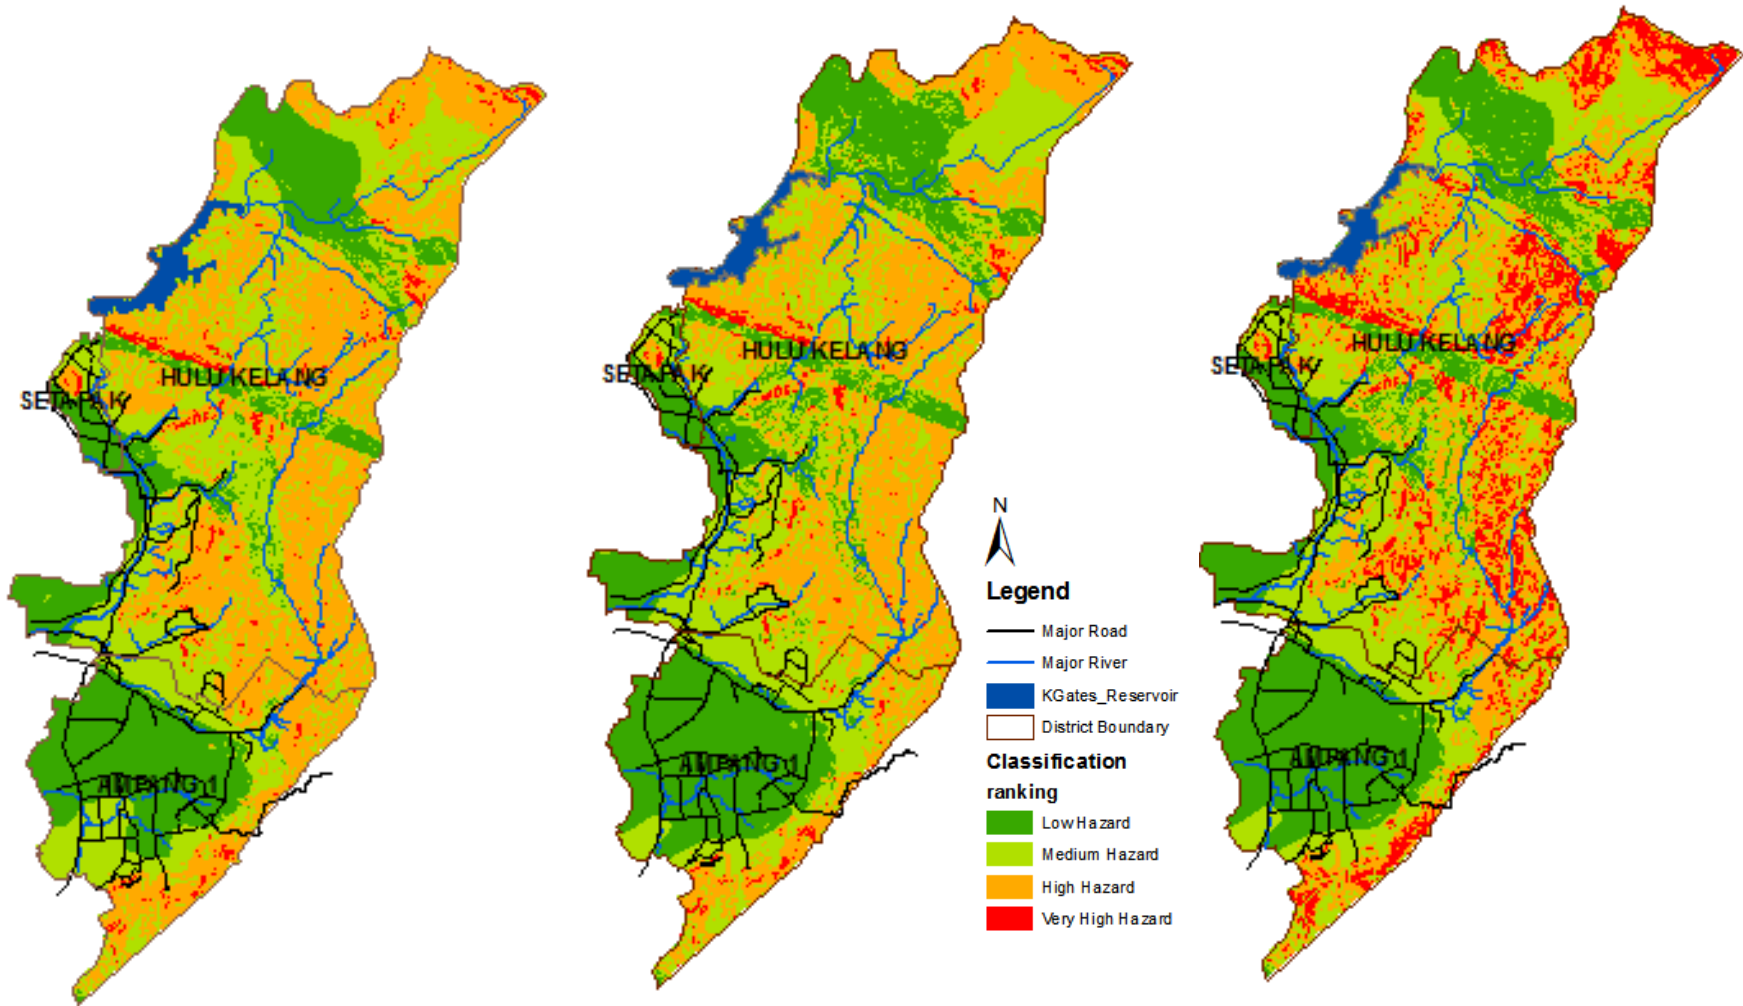 HULU KELANG
SETAPAK
AMPANG 1
HULU KELANG
SETAPAK
AMPANG 1
N
Legend
Major Road
Major River
KGates_Reservoir
District Boundary
Classification
ranking
Low Hazard
Medium Hazard
High Hazard
Very High Hazard
HULU KELANG
SETAPAK
AMPANG 1